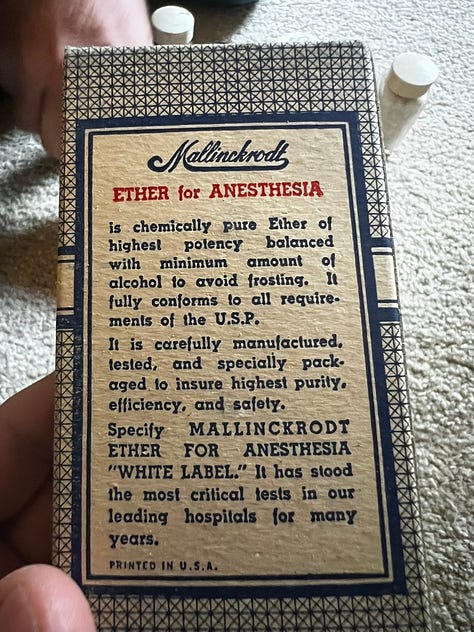 Mallinckrodt
ETHER for ANESTHESIA
is chemically pure Ether of
highest potency balanced
with minimum amount of
alcohol to avoid frosting. It
fully conforms to all require-
ments of the U.S.P.
It is carefully manufactured,
tested, and specially pack-
aged to insure highest purity,
efficiency, and safety.
Specify MALLINCKRODT
ETHER FOR ANESTHESIA
"WHITE LABEL." It has stood
the most critical tests in our
leading hospitals for many
years.
PRINTED IN U.S.A.